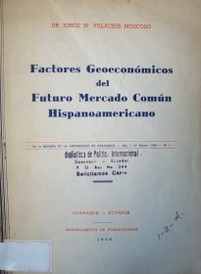 DR. JORGE W. VILLACRES MOSCOSO
Factores Geoeconómicos
del
Futuro Mercado Común
Hispanoamericano
Biblioteca de Politic. Internacional
Guayaquil - Ecuador
Solicitamos Canje
GUAYAQUIL - ECUADOR
DEPARTAMENTO DE PUBLICACIONES